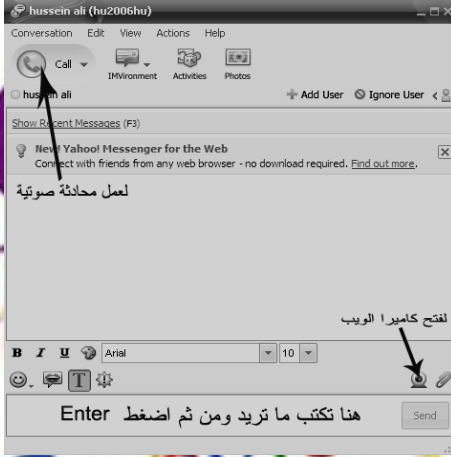 hussein ali (hu2006hu)
Conversation Edit View Actions Help
Call
IMVironment Activities Photos
hussein ali Add User Ignore User
Show Recent Messages (F3)
New! Yahoo! Messenger for the Web
Connect with friends from any web browser - no download required. Find out more.
لعمل محادثة صوتية
لفتح كاميرا الويب
B I U Arial 10
T
هنا تكتب ما تريد ومن ثم اضغط Enter
Send